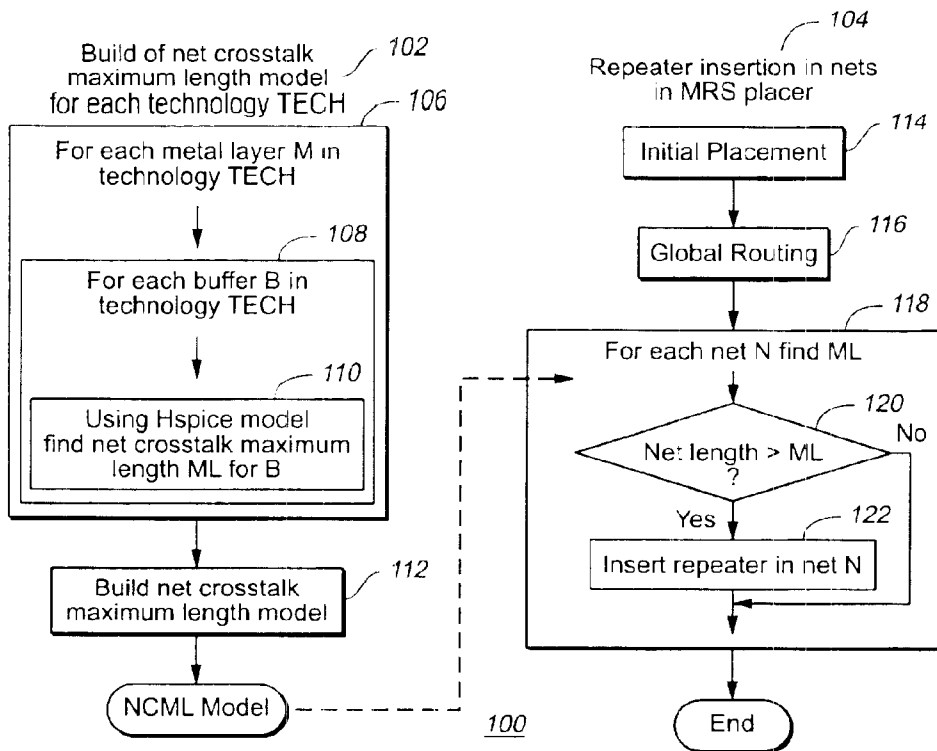 Build of net crosstalk
maximum length model
for each technology TECH
102
106
For each metal layer M in
technology TECH
108
For each buffer B in
technology TECH
110
Using Hspice model
find net crosstalk maximum
length ML for B
112
Build net crosstalk
maximum length model
NCML Model
100
104
Repeater insertion in nets
in MRS placer
114
Initial Placement
116
Global Routing
118
For each net N find ML
120
Net length > ML
?
No
Yes
122
Insert repeater in net N
End